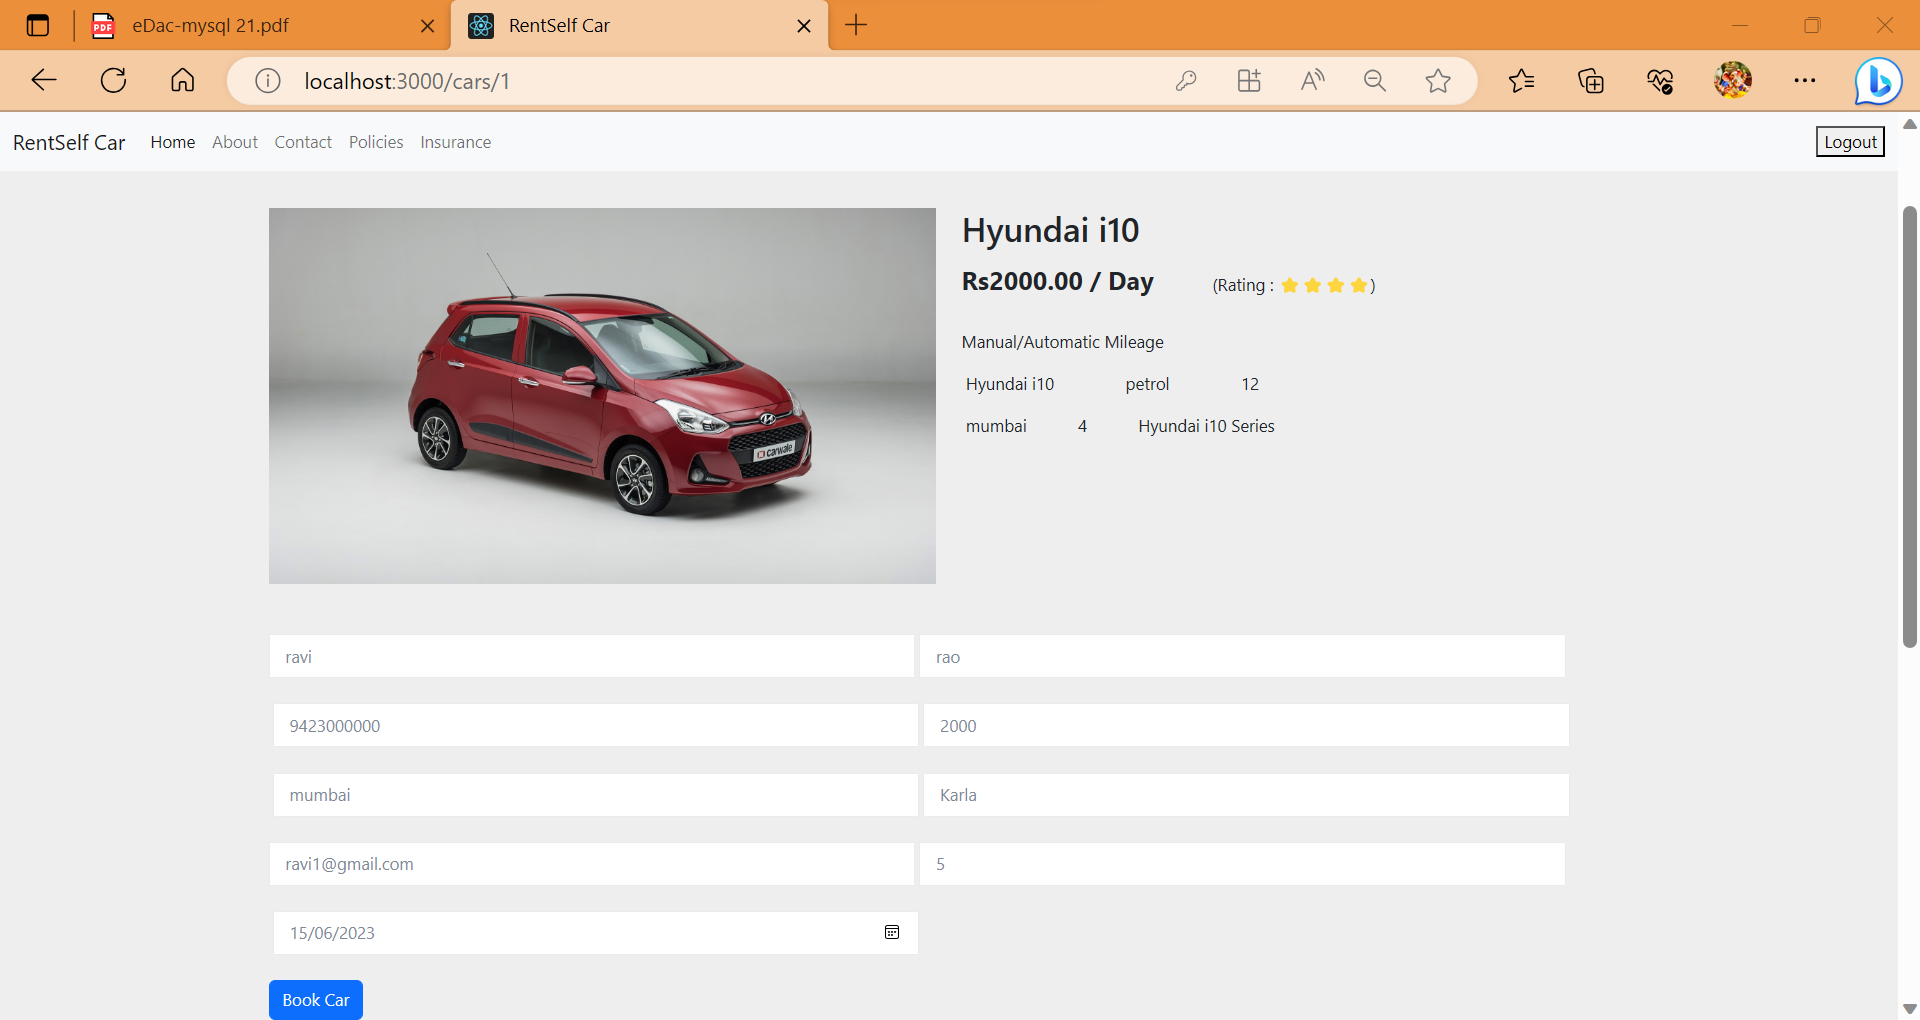 eDac-mysql 21.pdf
RentSelf Car
localhost:3000/cars/1
RentSelf Car Home About Contact Policies Insurance Logout
Hyundai i10
Rs2000.00 / Day (Rating : )
Manual/Automatic Mileage
Hyundai i10 petrol 12
mumbai 4 Hyundai i10 Series
carwale
ravi rao
9423000000 2000
mumbai Karla
ravi1@gmail.com 5
15/06/2023
Book Car